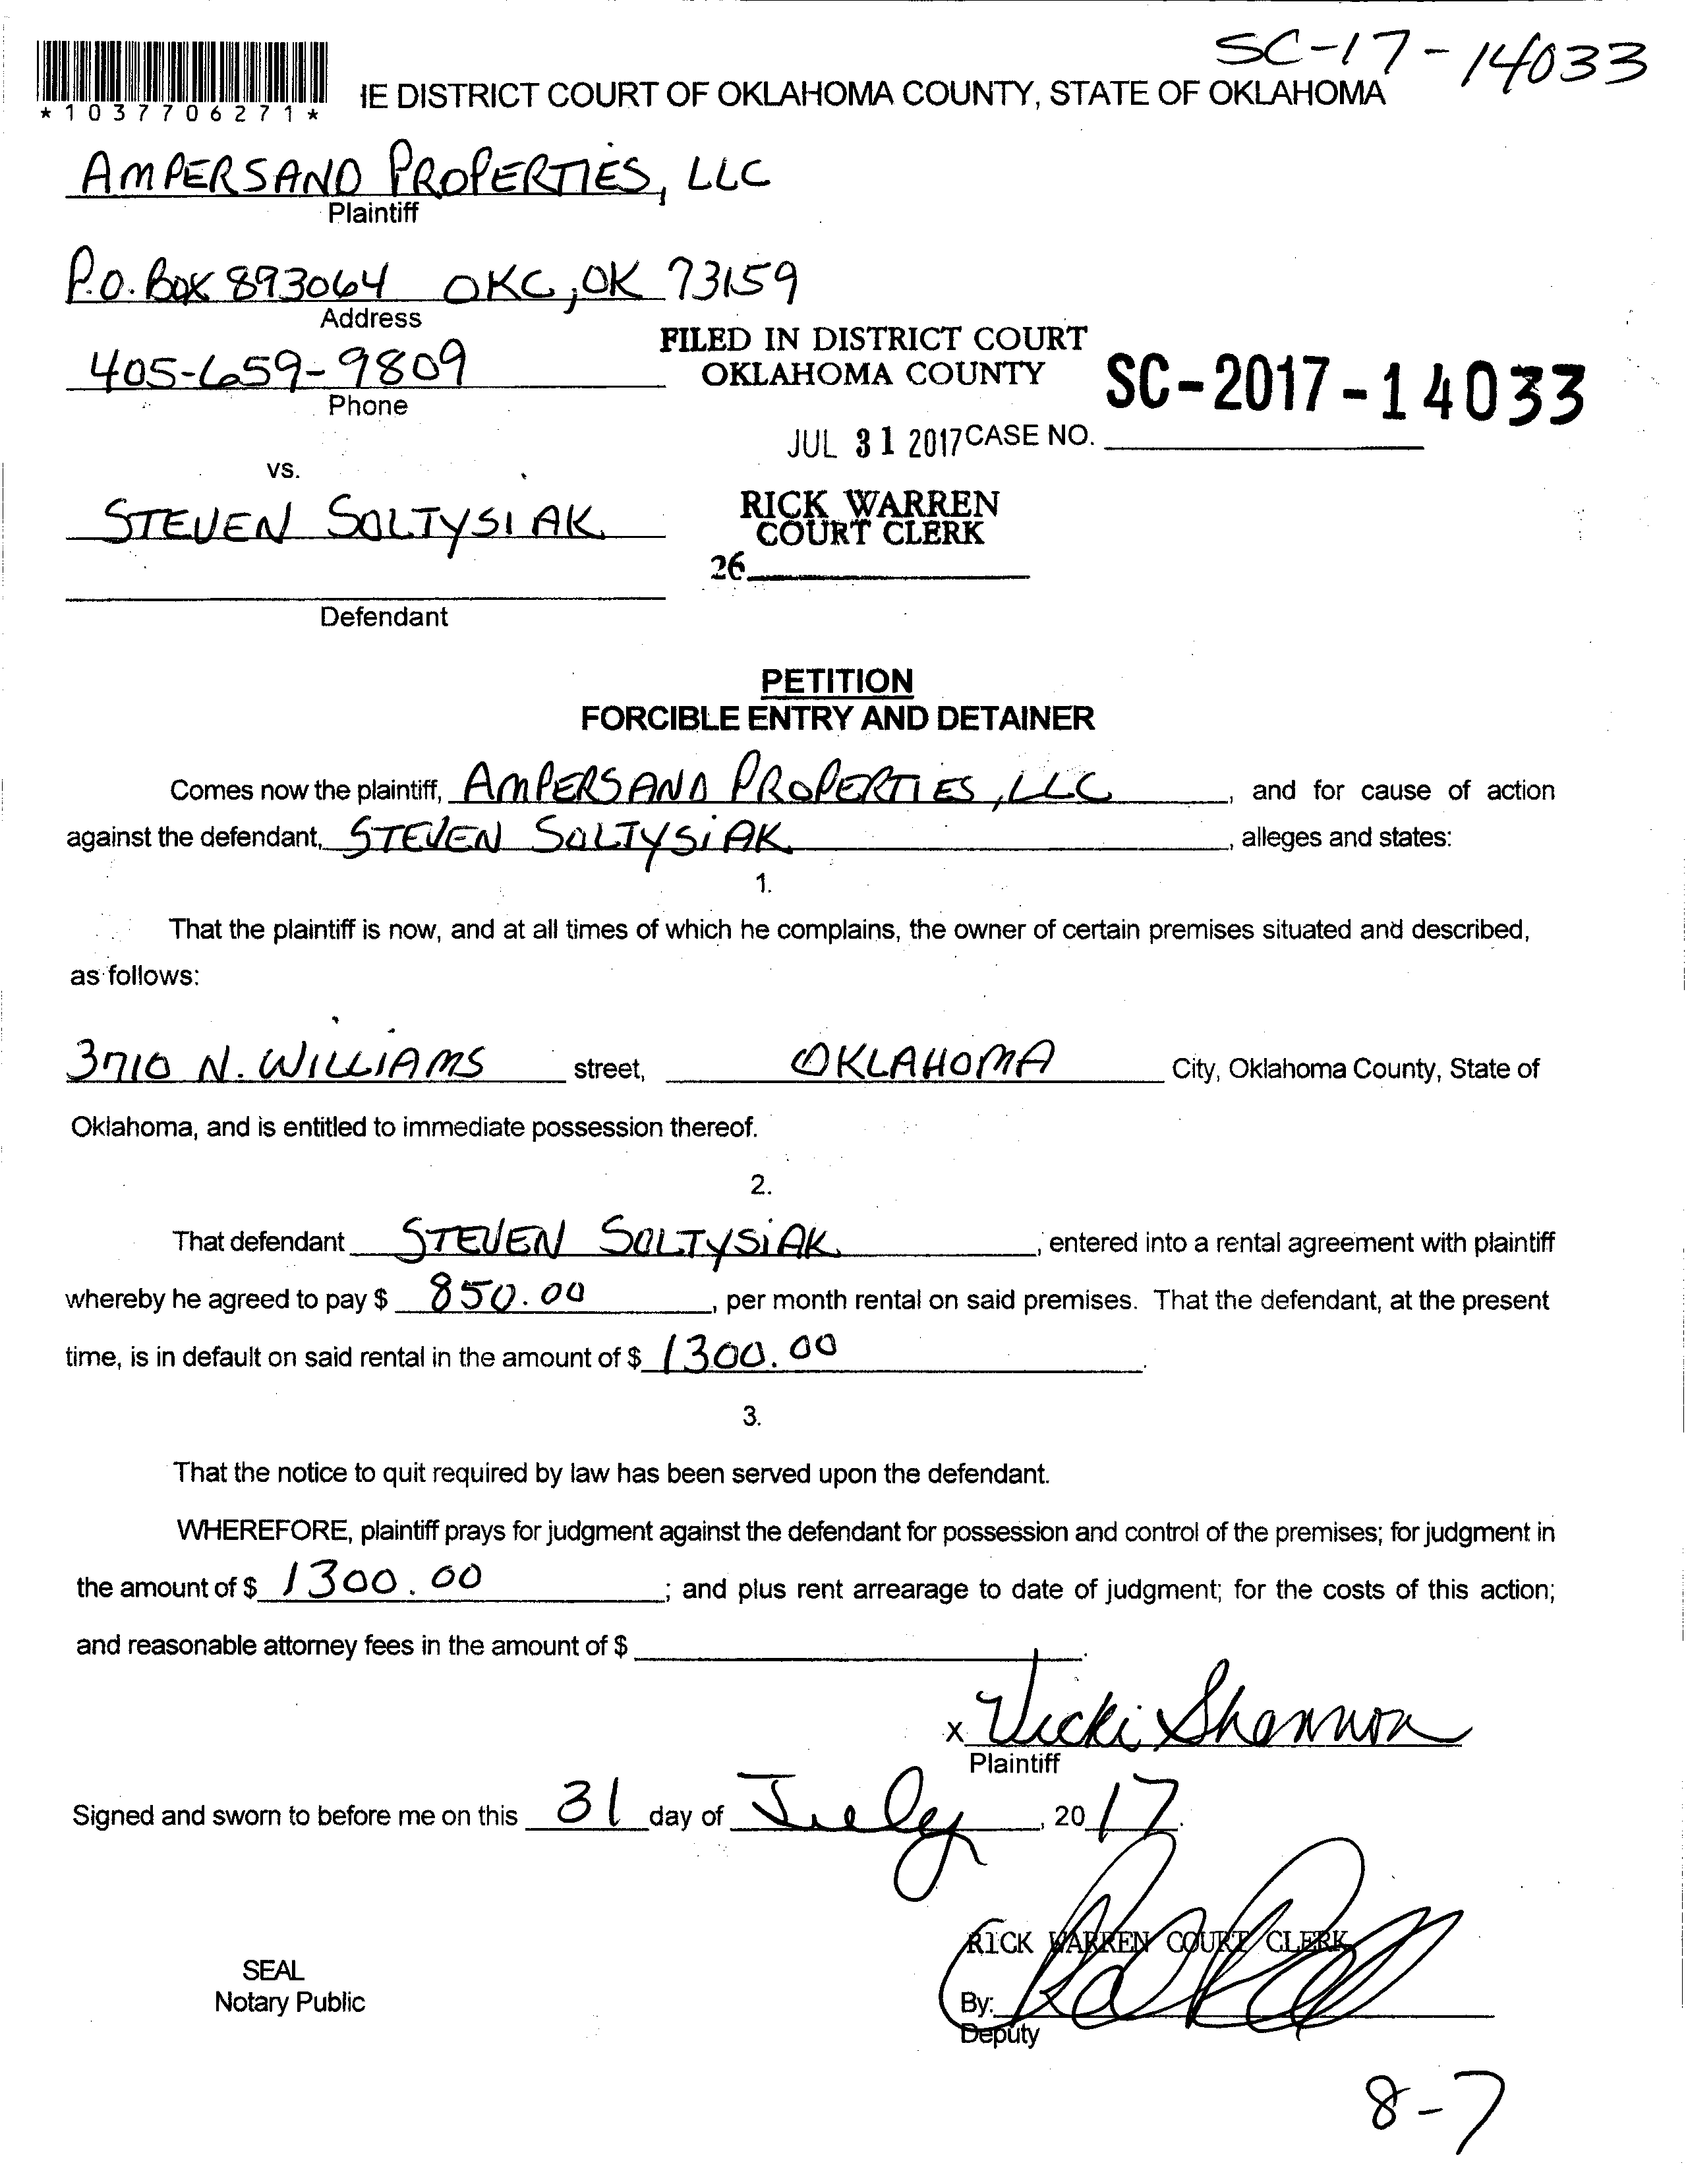 SC-17-14033
*1037706271*
IE DISTRICT COURT OF OKLAHOMA COUNTY, STATE OF OKLAHOMA
AMPERSAND PROPERTIES, LLC
Plaintiff
P.O. BOX 893064 OKC, OK 73159
Address
405-659-9809
Phone
FILED IN DISTRICT COURT
OKLAHOMA COUNTY
SC-2017-14033
JUL 31 2017 CASE NO.
vs.
STEVEN SOLTYSIAK
RICK WARREN
COURT CLERK
26
Defendant
PETITION
FORCIBLE ENTRY AND DETAINER
Comes now the plaintiff, AMPERSAND PROPERTIES, LLC, and for cause of action
against the defendant, STEVEN SOLTYSIAK, alleges and states:
1.
That the plaintiff is now, and at all times of which he complains, the owner of certain premises situated and described,
as follows:
3710 N. WILLIAMS street, OKLAHOMA City, Oklahoma County, State of
Oklahoma, and is entitled to immediate possession thereof.
2.
That defendant STEVEN SOLTYSIAK, entered into a rental agreement with plaintiff
whereby he agreed to pay $ 850.00, per month rental on said premises. That the defendant, at the present
time, is in default on said rental in the amount of $ 1300.00.
3.
That the notice to quit required by law has been served upon the defendant.
WHEREFORE, plaintiff prays for judgment against the defendant for possession and control of the premises; for judgment in
the amount of $ 1300.00; and plus rent arrearage to date of judgment; for the costs of this action;
and reasonable attorney fees in the amount of $ .
x Vicki Shannon
Plaintiff
Signed and sworn to before me on this 31 day of July, 2017.
RICK WARREN COURT CLERK
SEAL
Notary Public
By:
Deputy
8-7